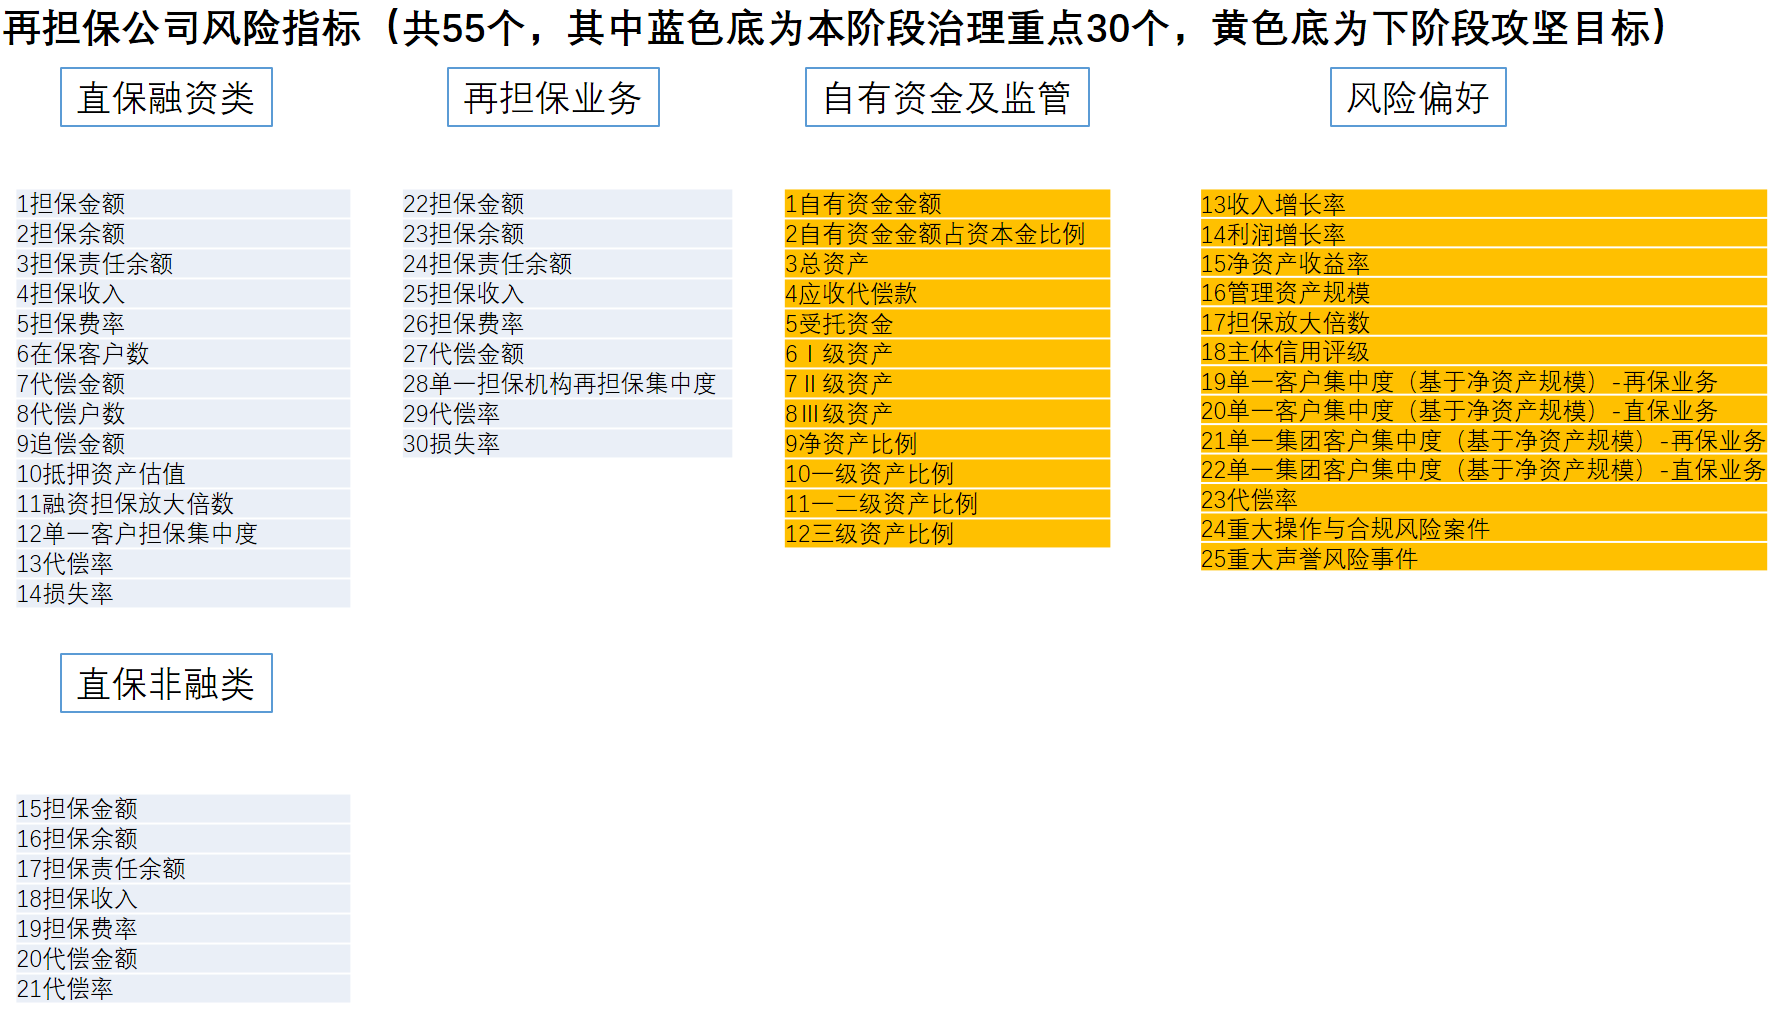 再担保公司风险指标（共55个，其中蓝色底为本阶段治理重点30个，黄色底为下阶段攻坚目标）
直保融资类
1担保金额
2担保余额
3担保责任余额
4担保收入
5担保费率
6在保客户数
7代偿金额
8代偿户数
9追偿金额
10抵押资产估值
11融资担保放大倍数
12单一客户担保集中度
13代偿率
14损失率
直保非融类
15担保金额
16担保余额
17担保责任余额
18担保收入
19担保费率
20代偿金额
21代偿率
再担保业务
22担保金额
23担保余额
24担保责任余额
25担保收入
26担保费率
27代偿金额
28单一担保机构再担保集中度
29代偿率
30损失率
自有资金及监管
1自有资金金额
2自有资金金额占资本金比例
3总资产
4应收代偿款
5受托资金
6Ⅰ级资产
7Ⅱ级资产
8Ⅲ级资产
9净资产比例
10一级资产比例
11一二级资产比例
12三级资产比例
风险偏好
13收入增长率
14利润增长率
15净资产收益率
16管理资产规模
17担保放大倍数
18主体信用评级
19单一客户集中度（基于净资产规模）-再保业务
20单一客户集中度（基于净资产规模）-直保业务
21单一集团客户集中度（基于净资产规模）-再保业务
22单一集团客户集中度（基于净资产规模）-直保业务
23代偿率
24重大操作与合规风险案件
25重大声誉风险事件